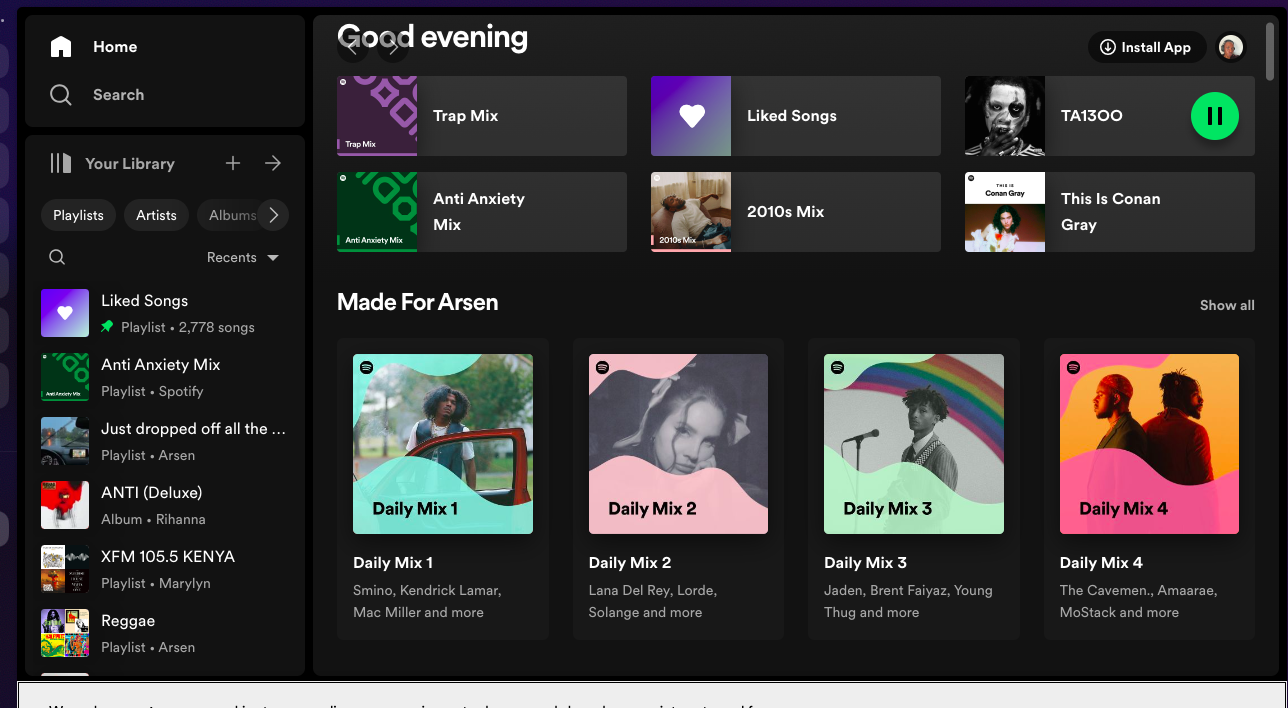 Home
Search
Your Library
Playlists
Artists
Albums
Recents
Liked Songs
Playlist • 2,778 songs
Anti Anxiety Mix
Anti Anxiety Mix
Playlist • Spotify
Just dropped off all the ...
Playlist • Arsen
ANTI (Deluxe)
Album • Rihanna
XFM 105.5 KENYA
Playlist • Marylyn
Reggae
Playlist • Arsen
Good evening
Install App
Trap Mix
Trap Mix
Liked Songs
TA13OO
Anti Anxiety Mix
Anti Anxiety
Mix
2010s Mix
2010s Mix
THIS IS
Conan Gray
This Is Conan
Gray
Made For Arsen
Show all
Daily Mix 1
Daily Mix 2
Daily Mix 3
Daily Mix 4
Daily Mix 1
Smino, Kendrick Lamar,
Mac Miller and more
Daily Mix 2
Lana Del Rey, Lorde,
Solange and more
Daily Mix 3
Jaden, Brent Faiyaz, Young
Thug and more
Daily Mix 4
The Cavemen., Amaarae,
MoStack and more